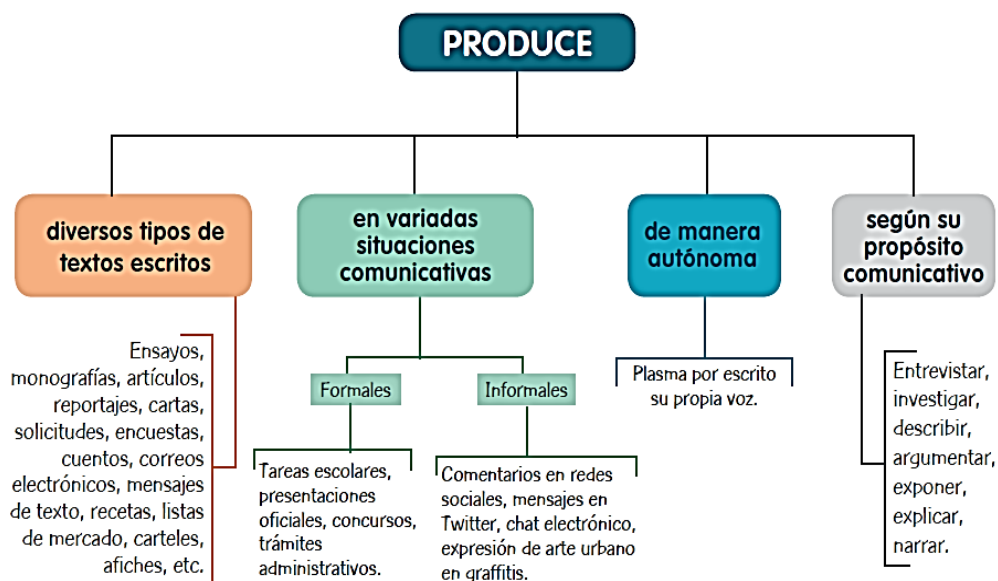 PRODUCE
diversos tipos de
textos escritos
Ensayos,
monografías, artículos,
reportajes, cartas,
solicitudes, encuestas,
cuentos, correos
electrónicos, mensajes
de texto, recetas, listas
de mercado, carteles,
afiches, etc.
en variadas
situaciones
comunicativas
Formales
Tareas escolares,
presentaciones
oficiales, concursos,
trámites
administrativos.
Informales
Comentarios en redes
sociales, mensajes en
Twitter, chat electrónico,
expresión de arte urbano
en graffitis.
de manera
autónoma
Plasma por escrito
su propia voz.
según su
propósito
comunicativo
Entrevistar,
investigar,
describir,
argumentar,
exponer,
explicar,
narrar.